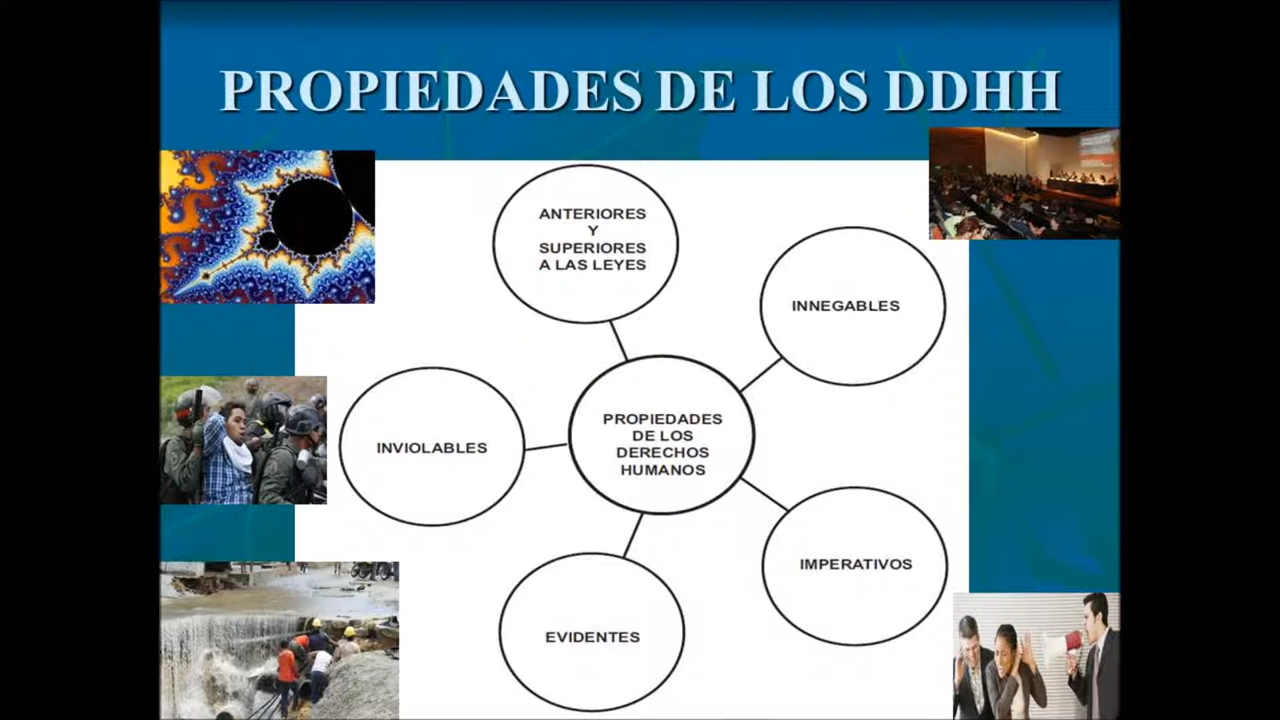 PROPIEDADES DE LOS DDHH
ANTERIORES
Y
SUPERIORES
A LAS LEYES
INNEGABLES
PROPIEDADES
DE LOS
DERECHOS
HUMANOS
INVIOLABLES
IMPERATIVOS
EVIDENTES